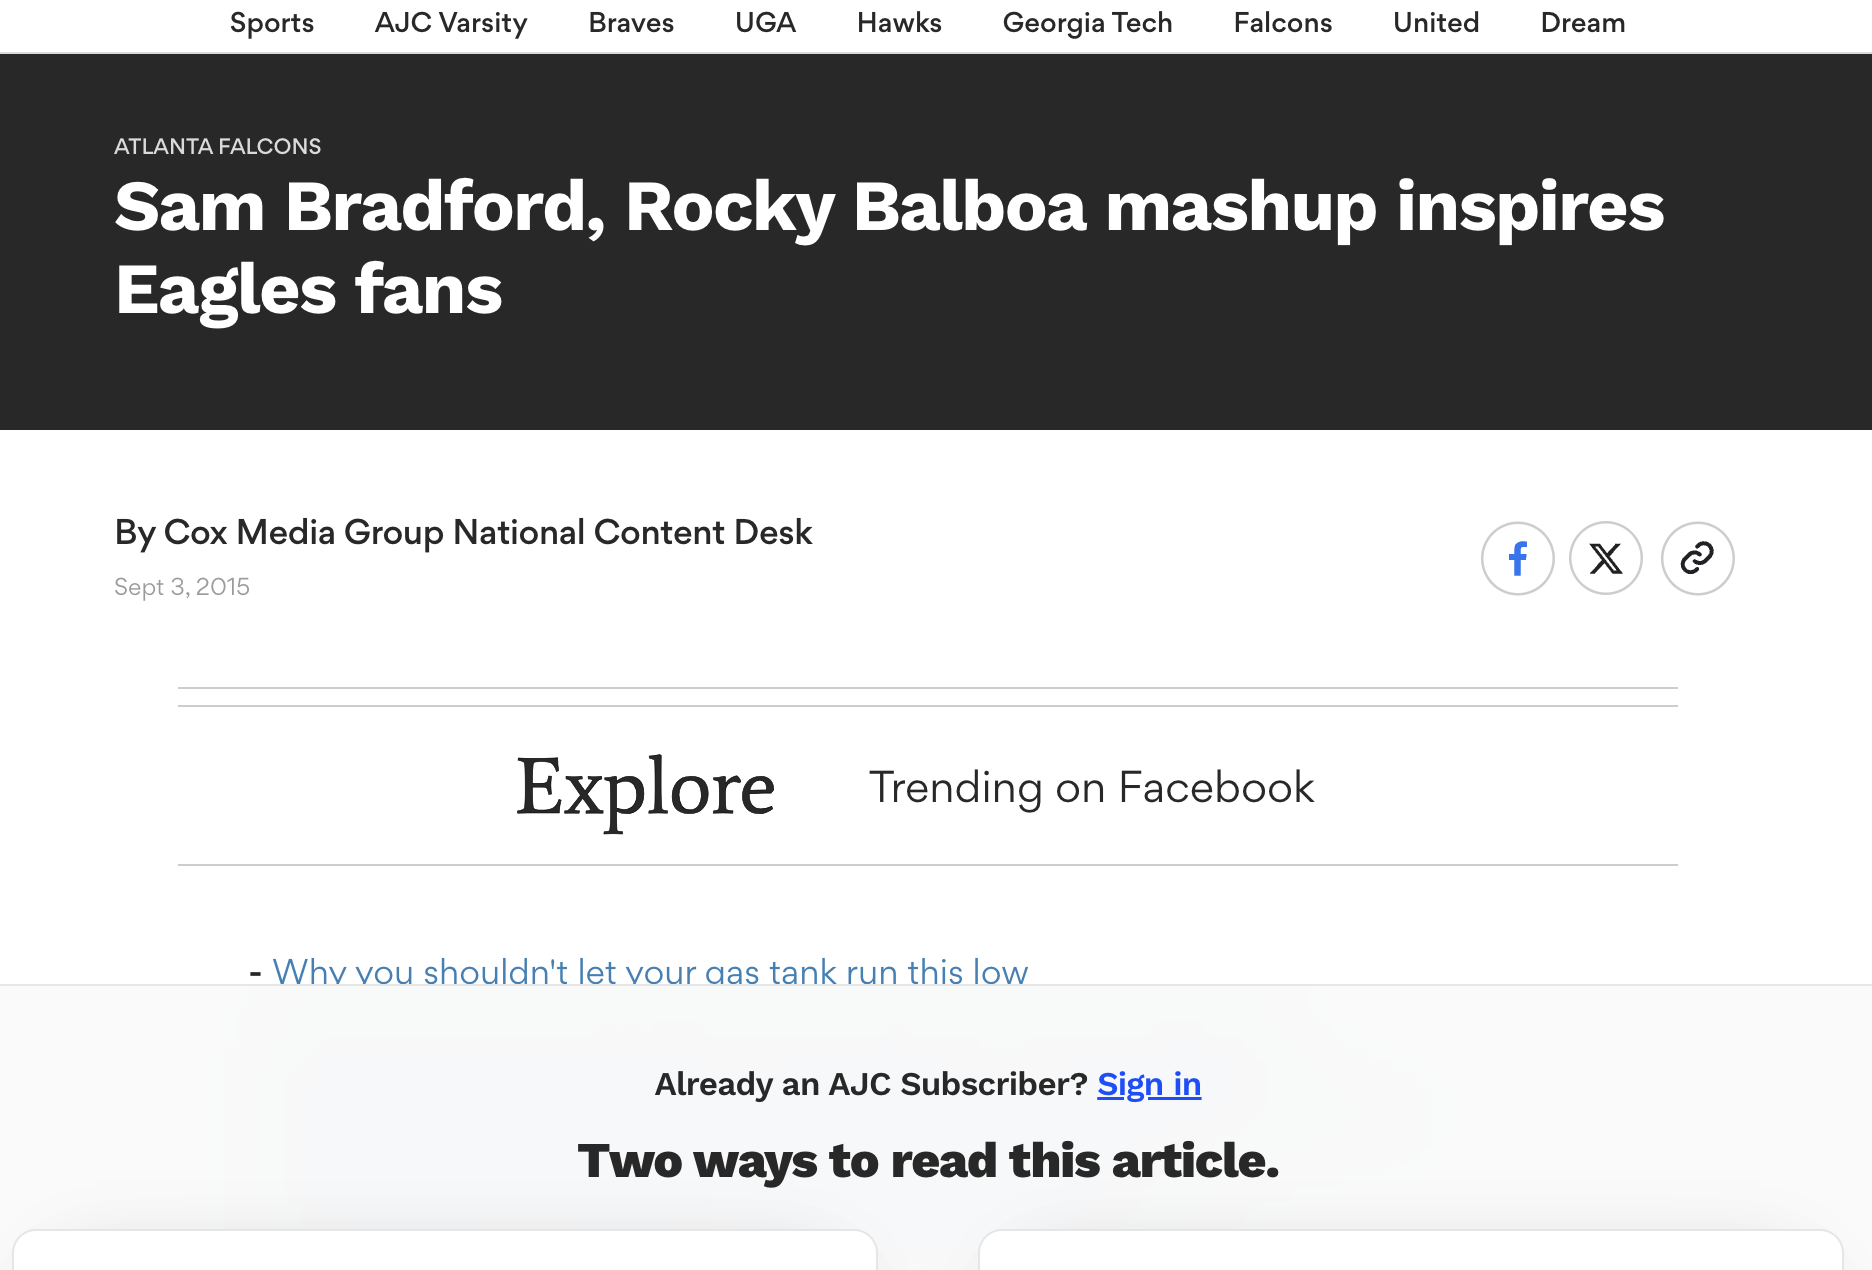 Sports AJC Varsity Braves UGA Hawks Georgia Tech Falcons United Dream
ATLANTA FALCONS
Sam Bradford, Rocky Balboa mashup inspires
Eagles fans
By Cox Media Group National Content Desk
Sept 3, 2015
Explore Trending on Facebook
- Why you shouldn't let your gas tank run this low
Already an AJC Subscriber? Sign in
Two ways to read this article.